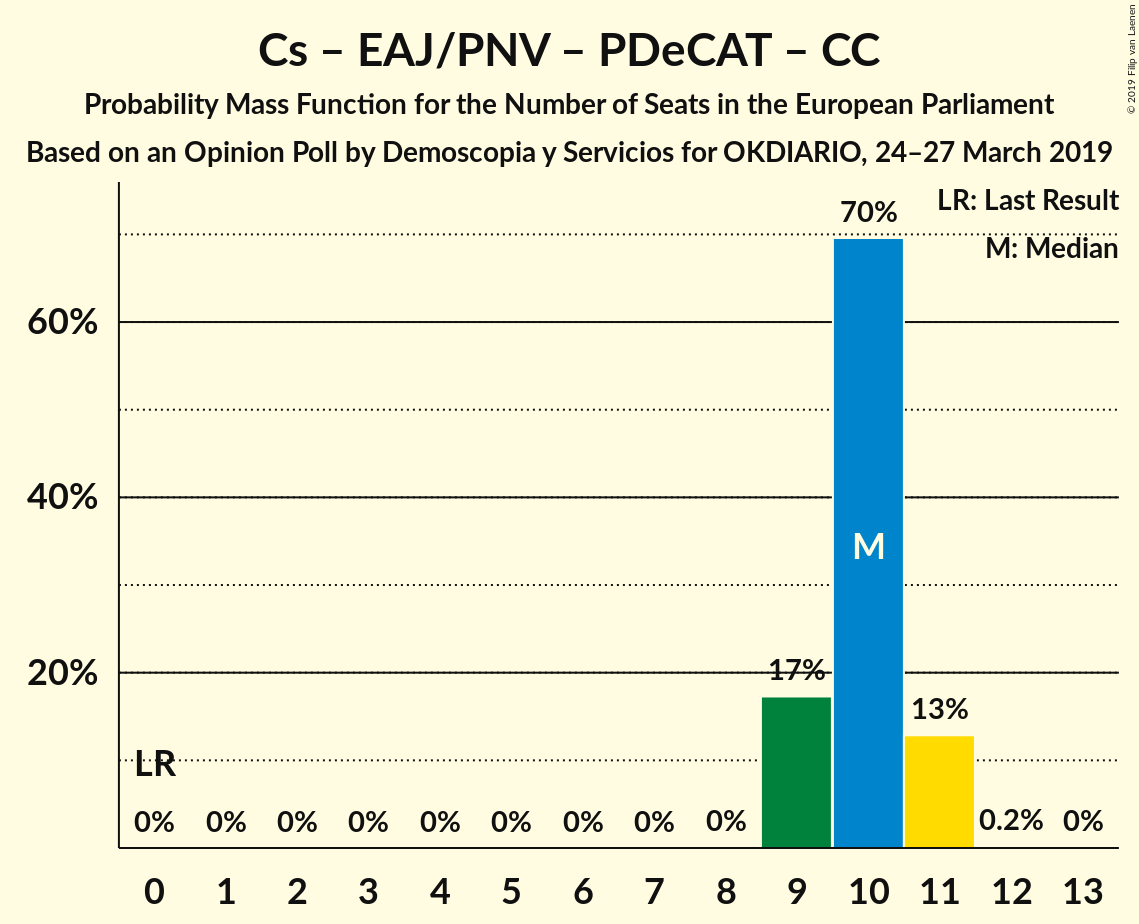 Cs – EAJ/PNV – PDeCAT – CC
Probability Mass Function for the Number of Seats in the European Parliament
Based on an Opinion Poll by Demoscopia y Servicios for OKDIARIO, 24–27 March 2019
© 2019 Filip van Laenen
LR: Last Result
M: Median
70%
60%
40%
M
20%
17%
13%
LR
0% 0% 0% 0% 0% 0% 0% 0% 0% 0.2% 0%
0 1 2 3 4 5 6 7 8 9 10 11 12 13